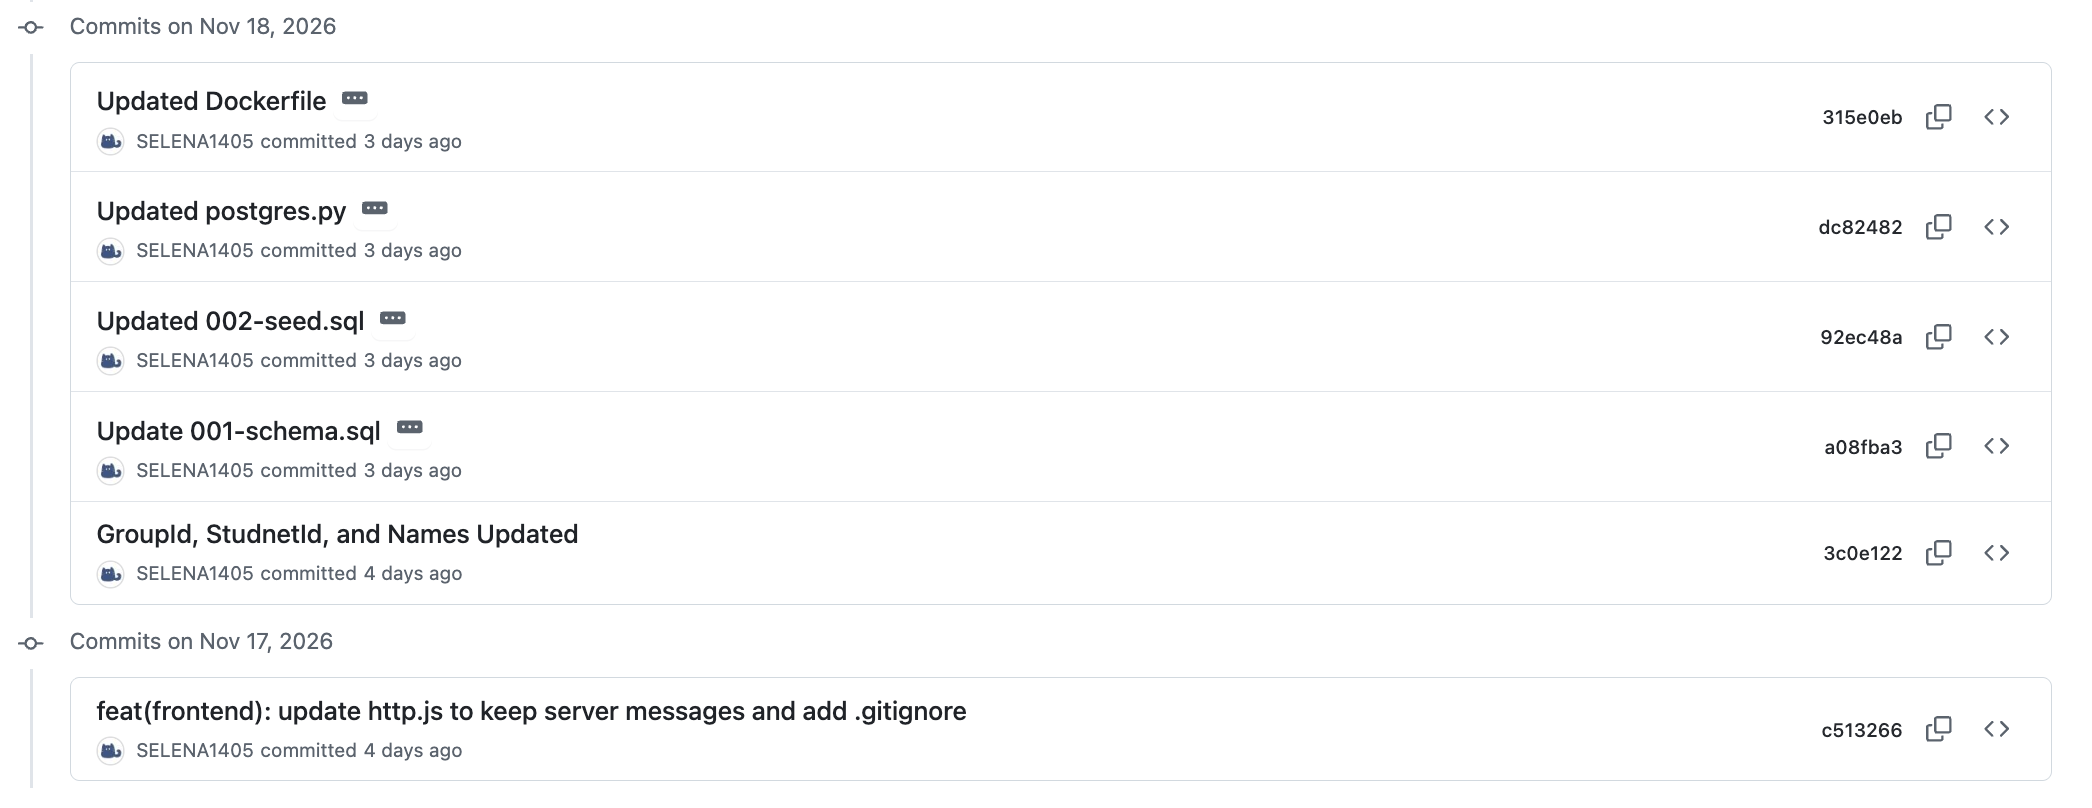 Commits on Nov 18, 2026
Updated Dockerfile
SELENA1405 committed 3 days ago
315e0eb
Updated postgres.py
SELENA1405 committed 3 days ago
dc82482
Updated 002-seed.sql
SELENA1405 committed 3 days ago
92ec48a
Update 001-schema.sql
SELENA1405 committed 3 days ago
a08fba3
GroupId, StudnetId, and Names Updated
SELENA1405 committed 4 days ago
3c0e122
Commits on Nov 17, 2026
feat(frontend): update http.js to keep server messages and add .gitignore
SELENA1405 committed 4 days ago
c513266